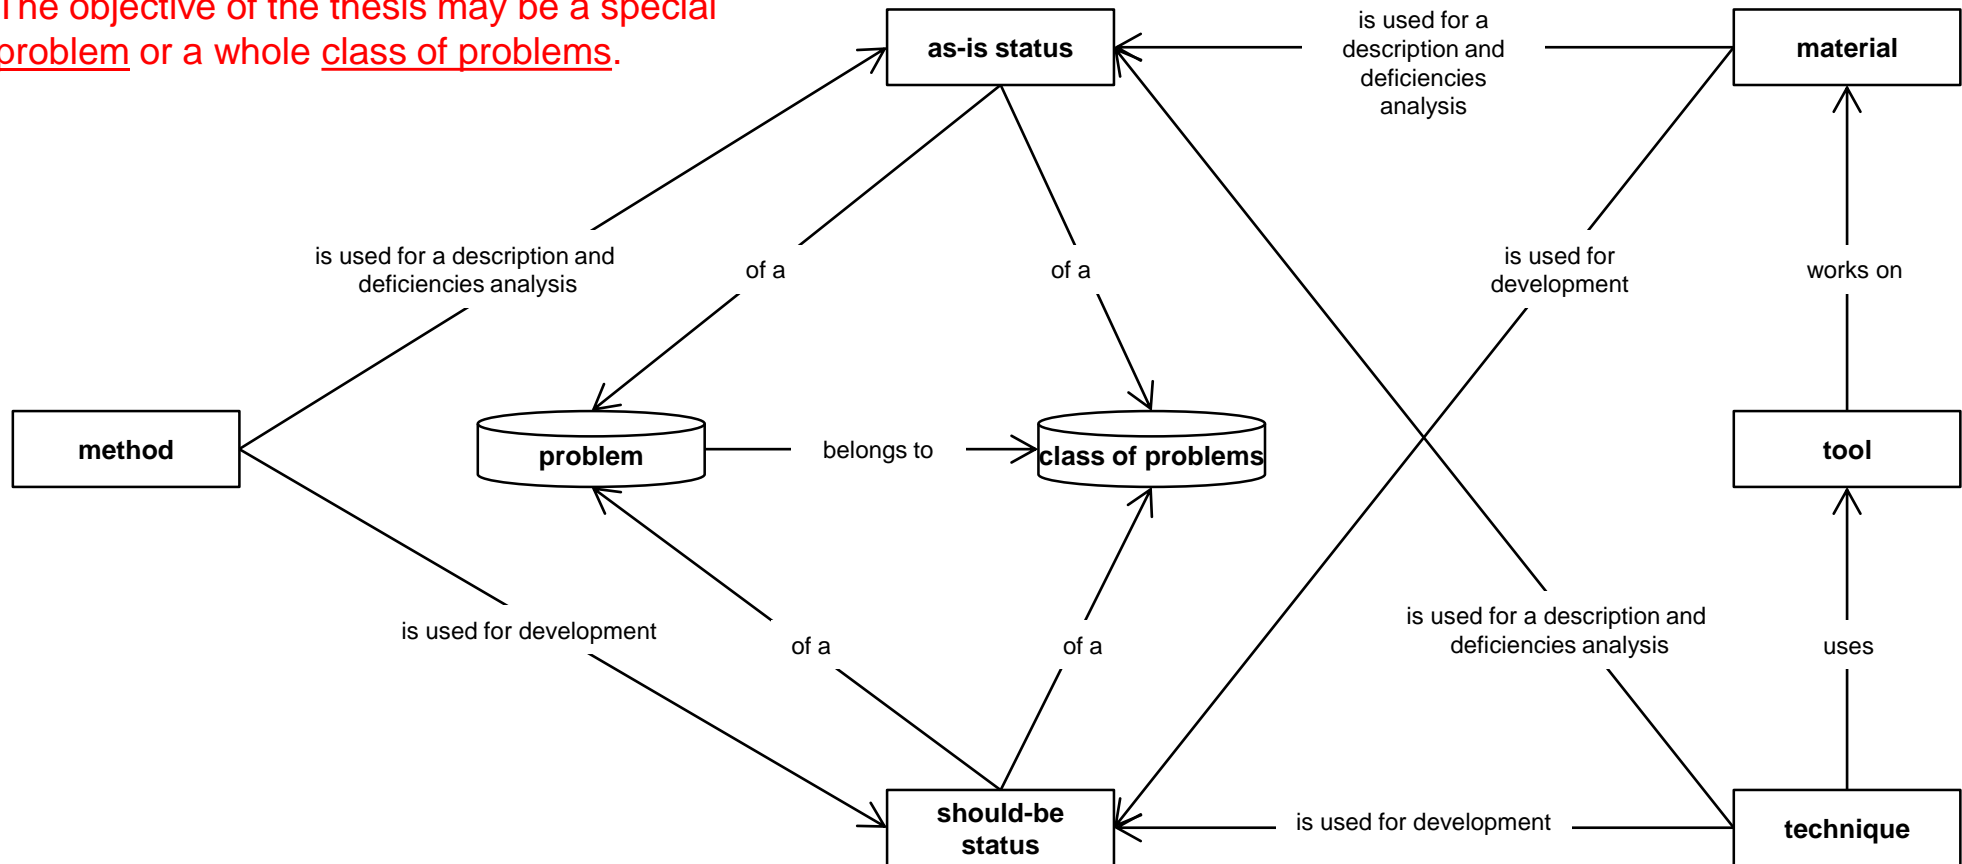 The objective of the thesis may be a special
problem or a whole class of problems.
as-is status
is used for a
description and
deficiencies
analysis
material
is used for a description and
deficiencies analysis
of a
of a
is used for
development
works on
method
problem
belongs to
class of problems
tool
is used for development
of a
of a
is used for a description and
deficiencies analysis
uses
should-be
status
is used for development
technique